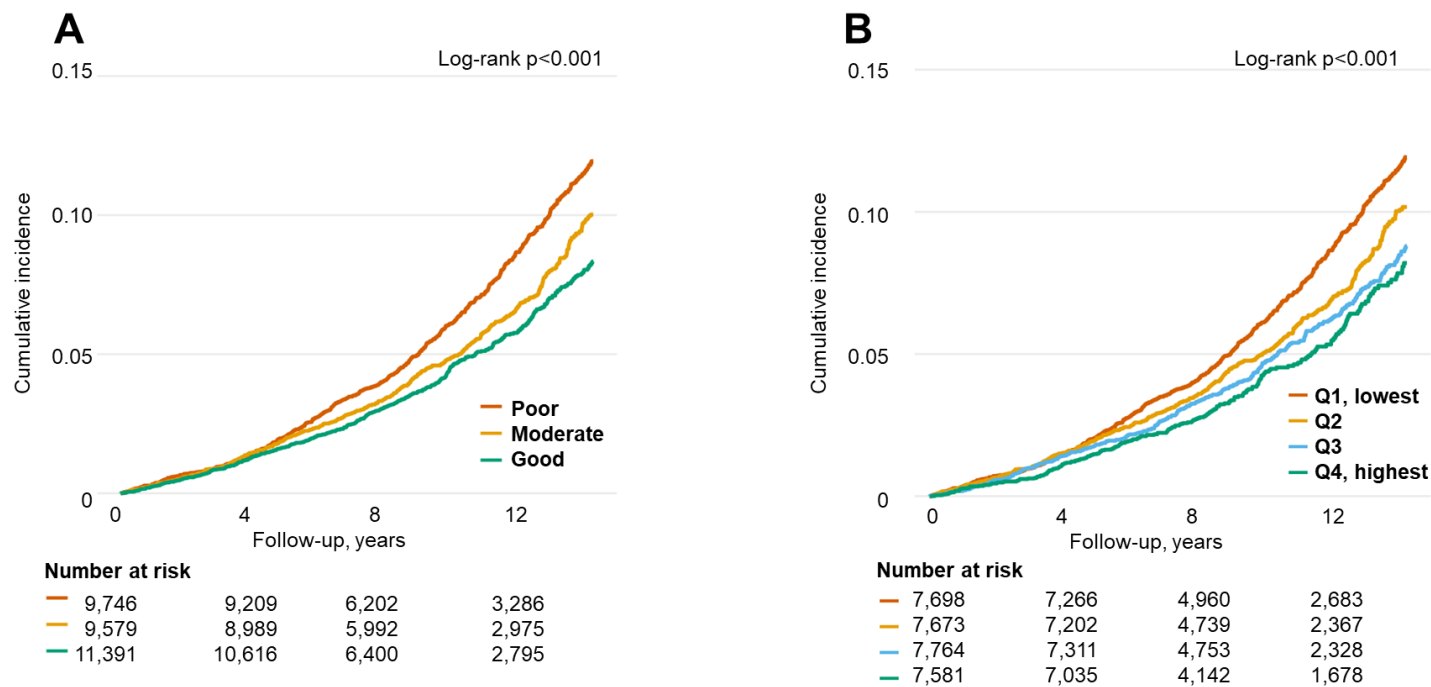 A
Log-rank p<0.001
0.15
0.10
0.05
0
Cumulative incidence
Poor
Moderate
Good
0 4 8 12
Follow-up, years
Number at risk
9,746 9,209 6,202 3,286
9,579 8,989 5,992 2,975
11,391 10,616 6,400 2,795
B
Log-rank p<0.001
0.15
0.10
0.05
0
Cumulative incidence
Q1, lowest
Q2
Q3
Q4, highest
0 4 8 12
Follow-up, years
Number at risk
7,698 7,266 4,960 2,683
7,673 7,202 4,739 2,367
7,764 7,311 4,753 2,328
7,581 7,035 4,142 1,678